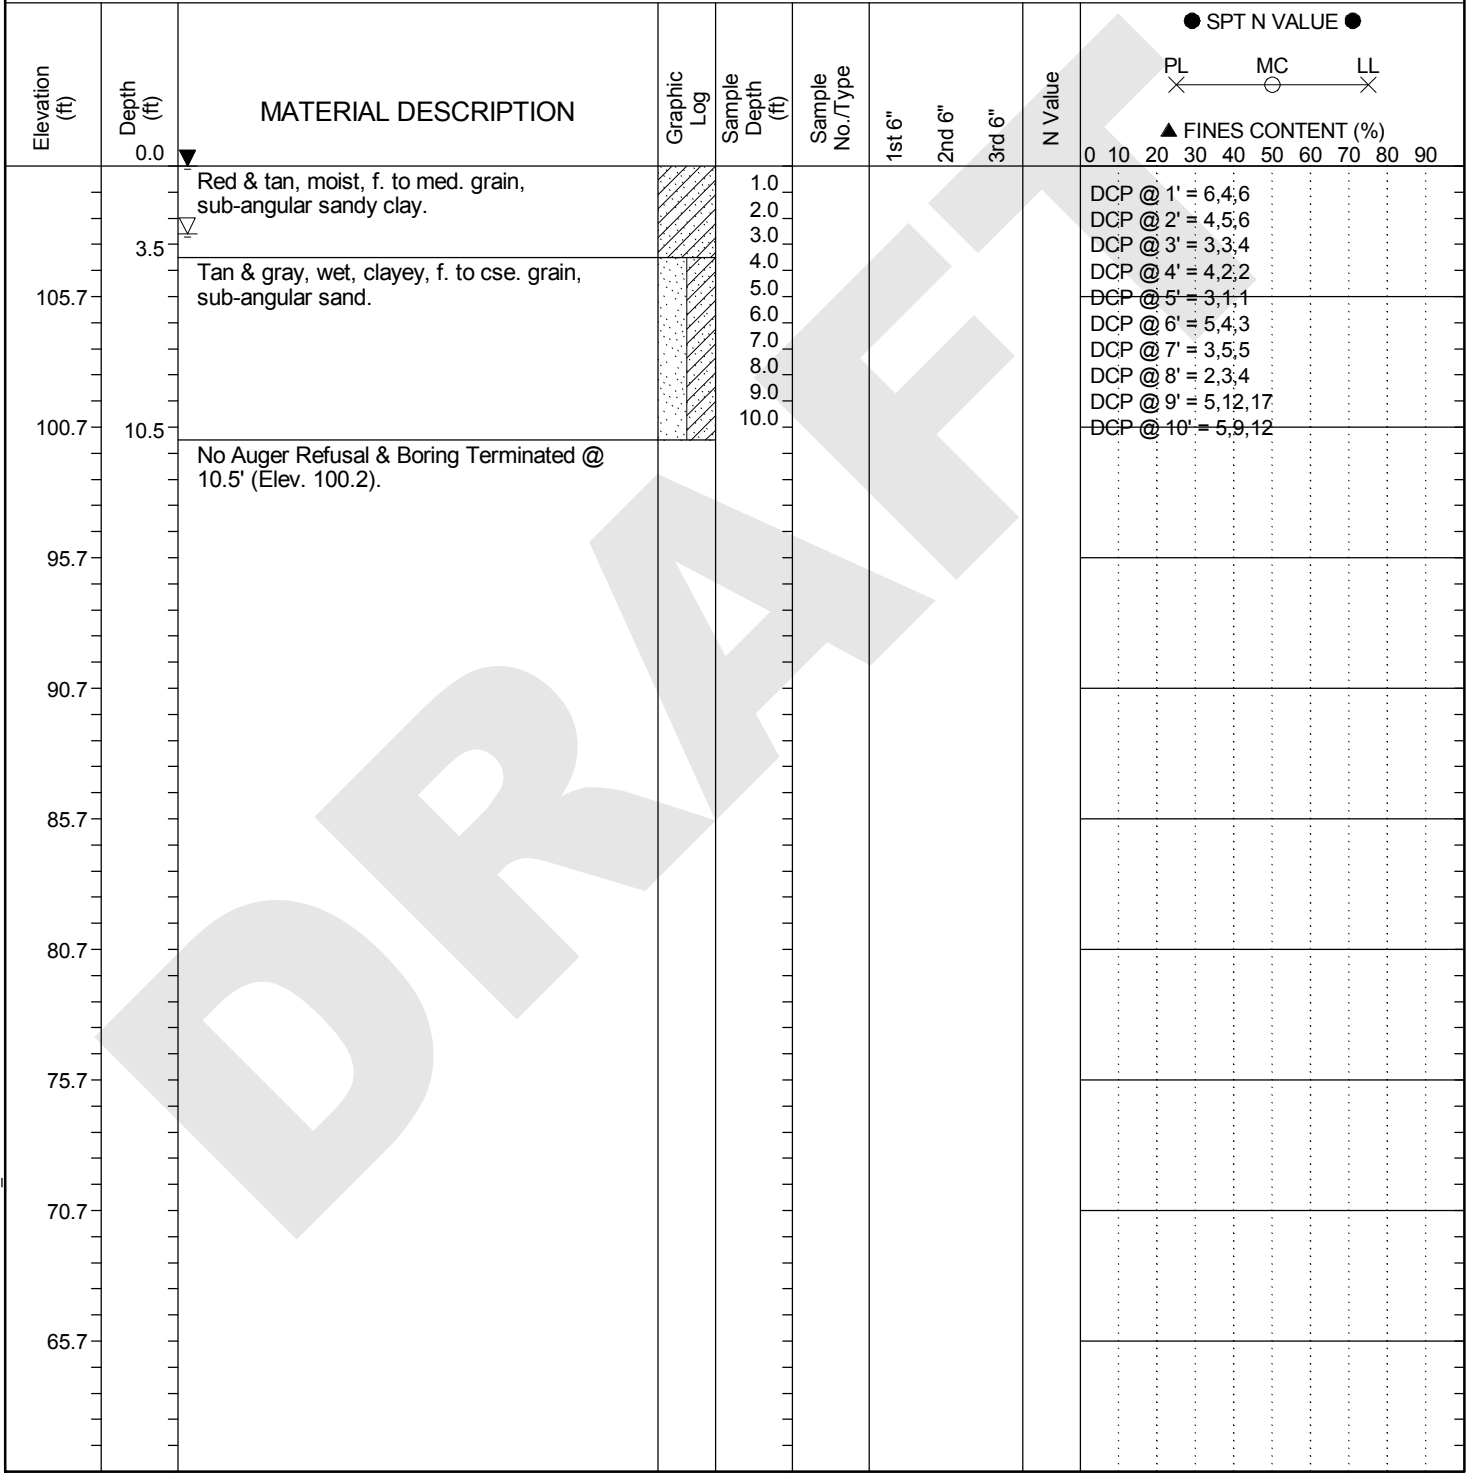 ● SPT N VALUE ●
PL MC LL
▲ FINES CONTENT (%)
0 10 20 30 40 50 60 70 80 90
Elevation
(ft)
Depth
(ft)
0.0
MATERIAL DESCRIPTION
Graphic
Log
Sample
Depth
(ft)
Sample
No./Type
1st 6"
2nd 6"
3rd 6"
N Value
Red & tan, moist, f. to med. grain,
sub-angular sandy clay.
3.5
Tan & gray, wet, clayey, f. to cse. grain,
sub-angular sand.
10.5
No Auger Refusal & Boring Terminated @
10.5' (Elev. 100.2).
1.0
2.0
3.0
4.0
5.0
6.0
7.0
8.0
9.0
10.0
DCP @ 1' = 6,4,6
DCP @ 2' = 4,5,6
DCP @ 3' = 3,3,4
DCP @ 4' = 4,2,2
DCP @ 5' = 3,1,1
DCP @ 6' = 5,4,3
DCP @ 7' = 3,5,5
DCP @ 8' = 2,3,4
DCP @ 9' = 5,12,17
DCP @ 10' = 5,9,12
105.7
100.7
95.7
90.7
85.7
80.7
75.7
70.7
65.7
DRAFT